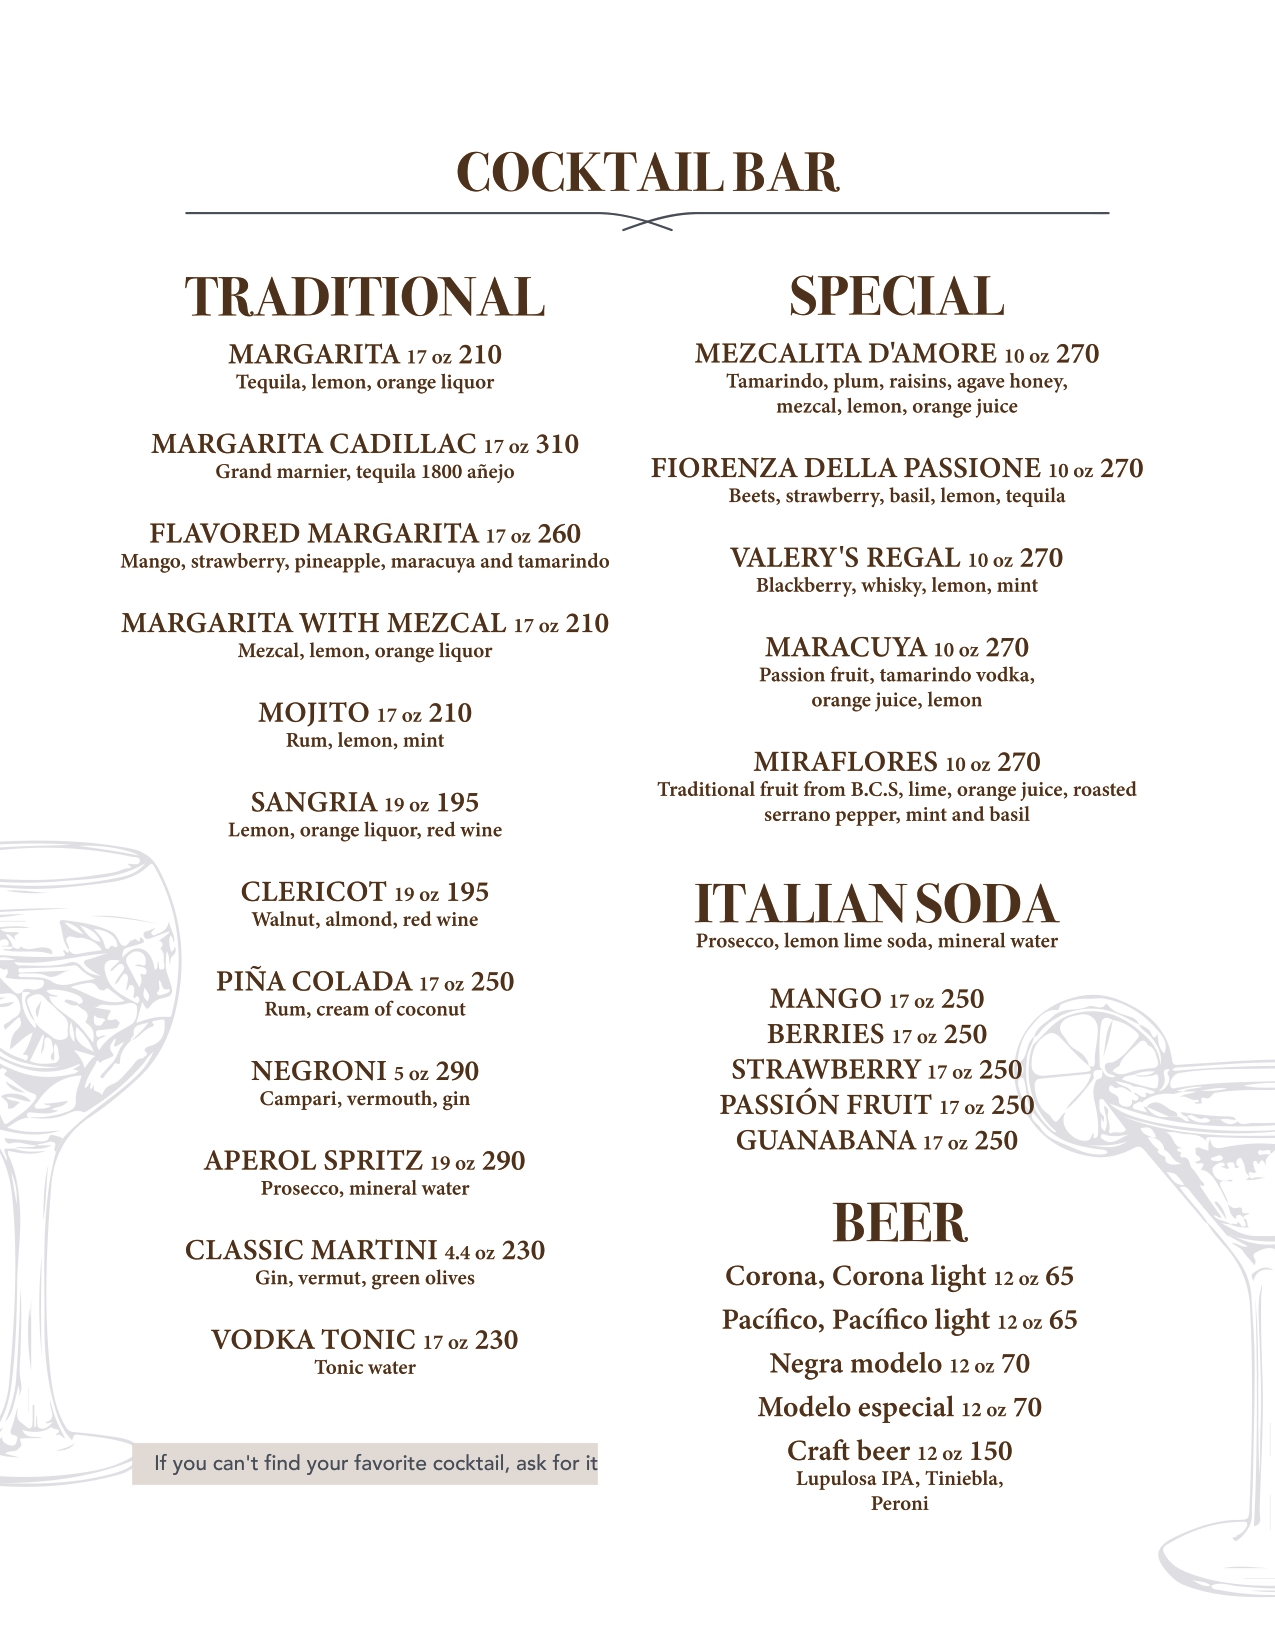 COCKTAIL BAR
TRADITIONAL
MARGARITA 17 oz 210
Tequila, lemon, orange liquor
MARGARITA CADILLAC 17 oz 310
Grand marnier, tequila 1800 añejo
FLAVORED MARGARITA 17 oz 260
Mango, strawberry, pineapple, maracuya and tamarindo
MARGARITA WITH MEZCAL 17 oz 210
Mezcal, lemon, orange liquor
MOJITO 17 oz 210
Rum, lemon, mint
SANGRIA 19 oz 195
Lemon, orange liquor, red wine
CLERICOT 19 oz 195
Walnut, almond, red wine
PIÑA COLADA 17 oz 250
Rum, cream of coconut
NEGRONI 5 oz 290
Campari, vermouth, gin
APEROL SPRITZ 19 oz 290
Prosecco, mineral water
CLASSIC MARTINI 4.4 oz 230
Gin, vermut, green olives
VODKA TONIC 17 oz 230
Tonic water
If you can't find your favorite cocktail, ask for it
SPECIAL
MEZCALITA D'AMORE 10 oz 270
Tamarindo, plum, raisins, agave honey,
mezcal, lemon, orange juice
FIORENZA DELLA PASSIONE 10 oz 270
Beets, strawberry, basil, lemon, tequila
VALERY'S REGAL 10 oz 270
Blackberry, whisky, lemon, mint
MARACUYA 10 oz 270
Passion fruit, tamarindo vodka,
orange juice, lemon
MIRAFLORES 10 oz 270
Traditional fruit from B.C.S, lime, orange juice, roasted
serrano pepper, mint and basil
ITALIAN SODA
Prosecco, lemon lime soda, mineral water
MANGO 17 oz 250
BERRIES 17 oz 250
STRAWBERRY 17 oz 250
PASSIÓN FRUIT 17 oz 250
GUANABANA 17 oz 250
BEER
Corona, Corona light 12 oz 65
Pacífico, Pacífico light 12 oz 65
Negra modelo 12 oz 70
Modelo especial 12 oz 70
Craft beer 12 oz 150
Lupulosa IPA, Tiniebla,
Peroni